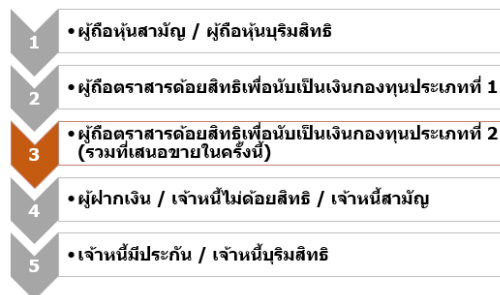 1
•ผู้ถือหุ้นสามัญ / ผู้ถือหุ้นบุริมสิทธิ
2
•ผู้ถือตราสารด้อยสิทธิเพื่อนับเป็นเงินกองทุนประเภทที่ 1
3
•ผู้ถือตราสารด้อยสิทธิเพื่อนับเป็นเงินกองทุนประเภทที่ 2
(รวมที่เสนอขายในครั้งนี้)
4
•ผู้ฝากเงิน / เจ้าหนี้ไม่ด้อยสิทธิ / เจ้าหนี้สามัญ
5
•เจ้าหนี้มีประกัน / เจ้าหนี้บุริมสิทธิ